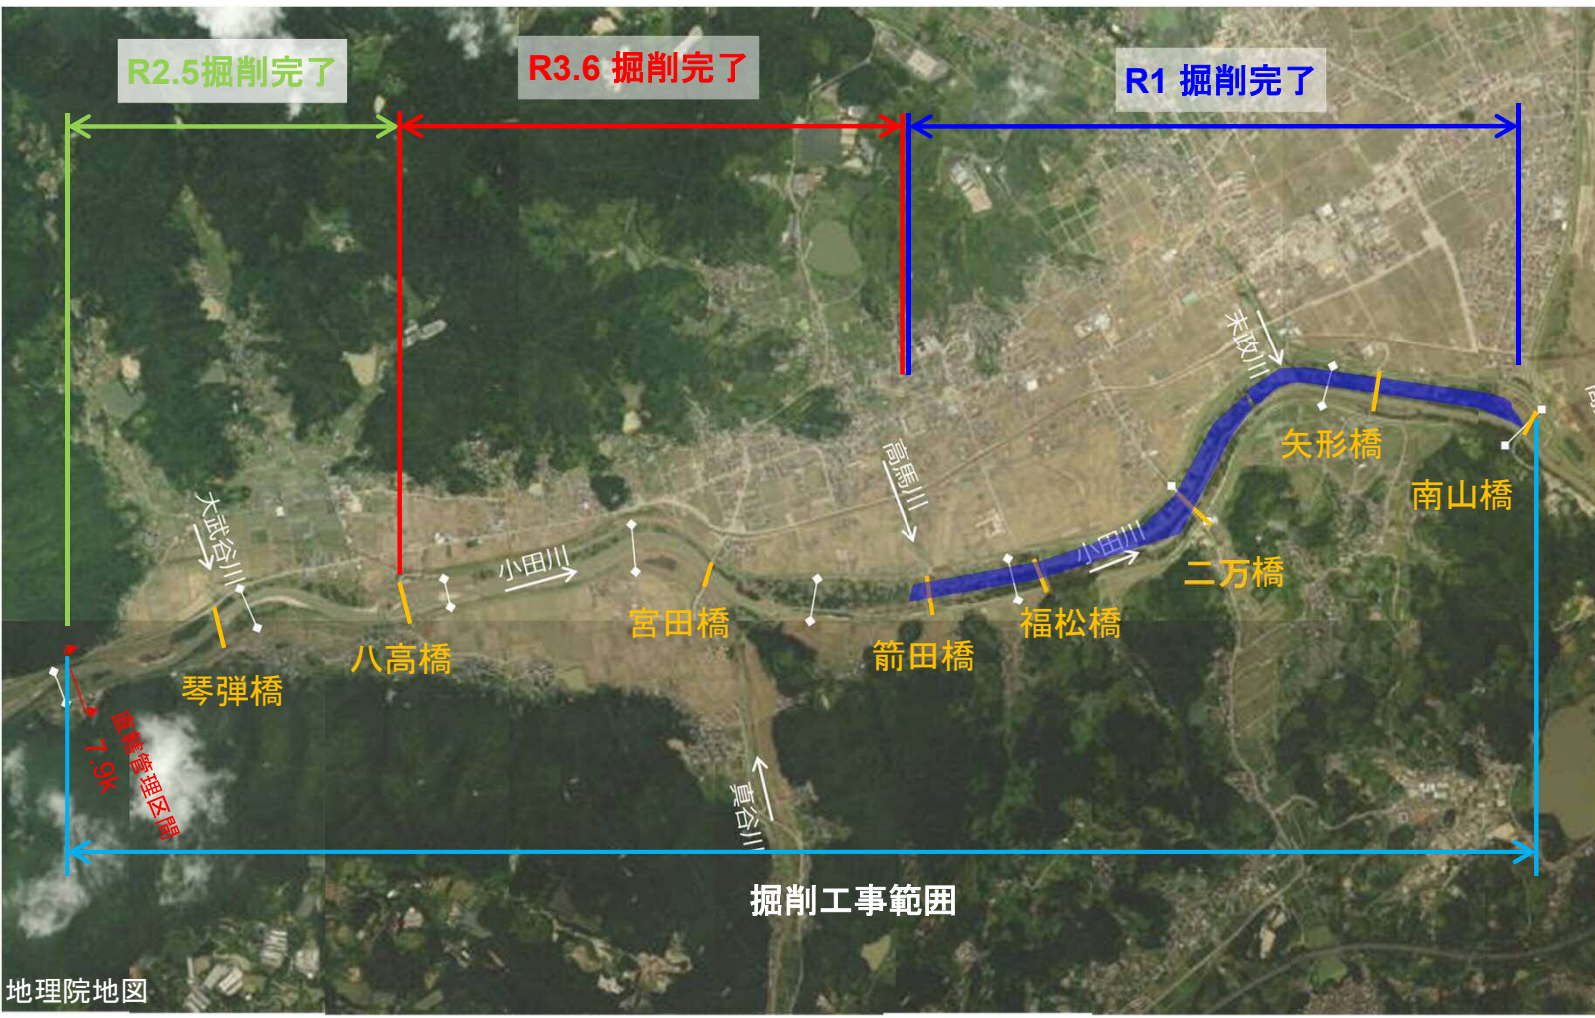 R2.5掘削完了
R3.6 掘削完了
R1 掘削完了
末政川
矢形橋
南山橋
高馬川
大武谷川
小田川
小田川
二万橋
宮田橋
福松橋
八高橋
箭田橋
琴弾橋
直轄管理区間
7.9k
真谷川
掘削工事範囲
地理院地図